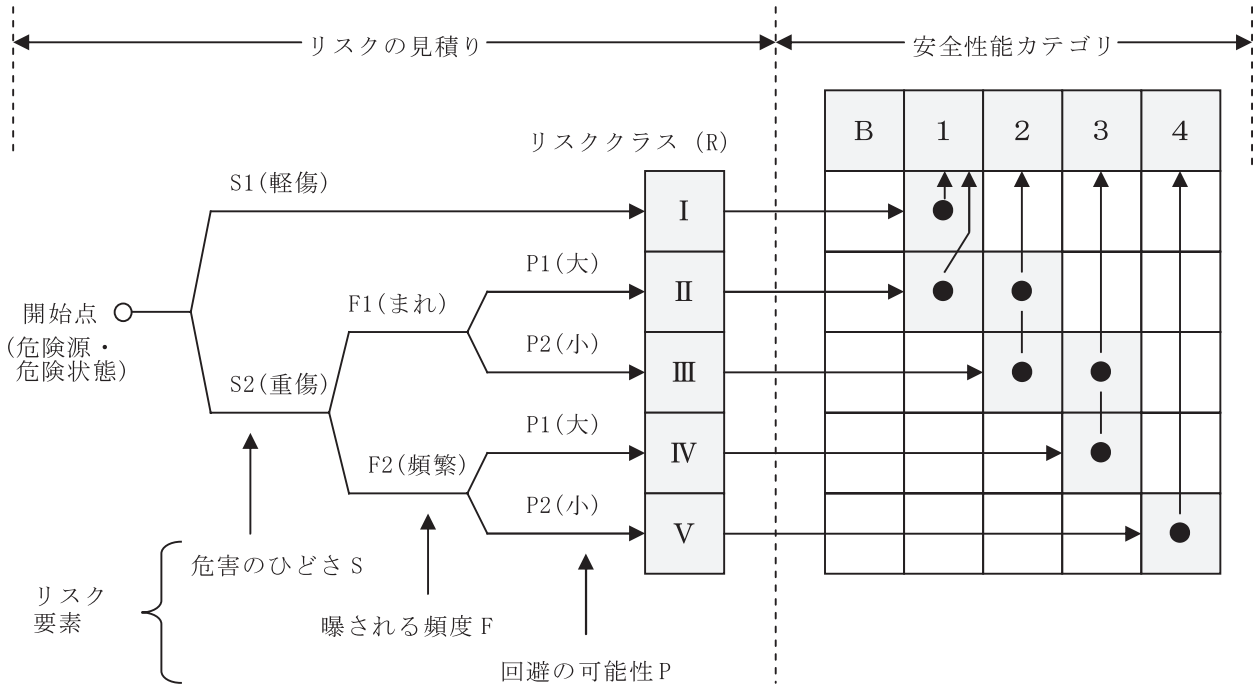 リスクの見積り
安全性能カテゴリ
リスククラス (R)
B 1 2 3 4
S1(軽傷)
Ⅰ
P1(大)
Ⅱ
開始点
(危険源・
危険状態)
F1(まれ)
P2(小)
Ⅲ
S2(重傷)
P1(大)
Ⅳ
F2(頻繁)
P2(小)
Ⅴ
危害のひどさ S
リスク
要素
曝される頻度 F
回避の可能性 P